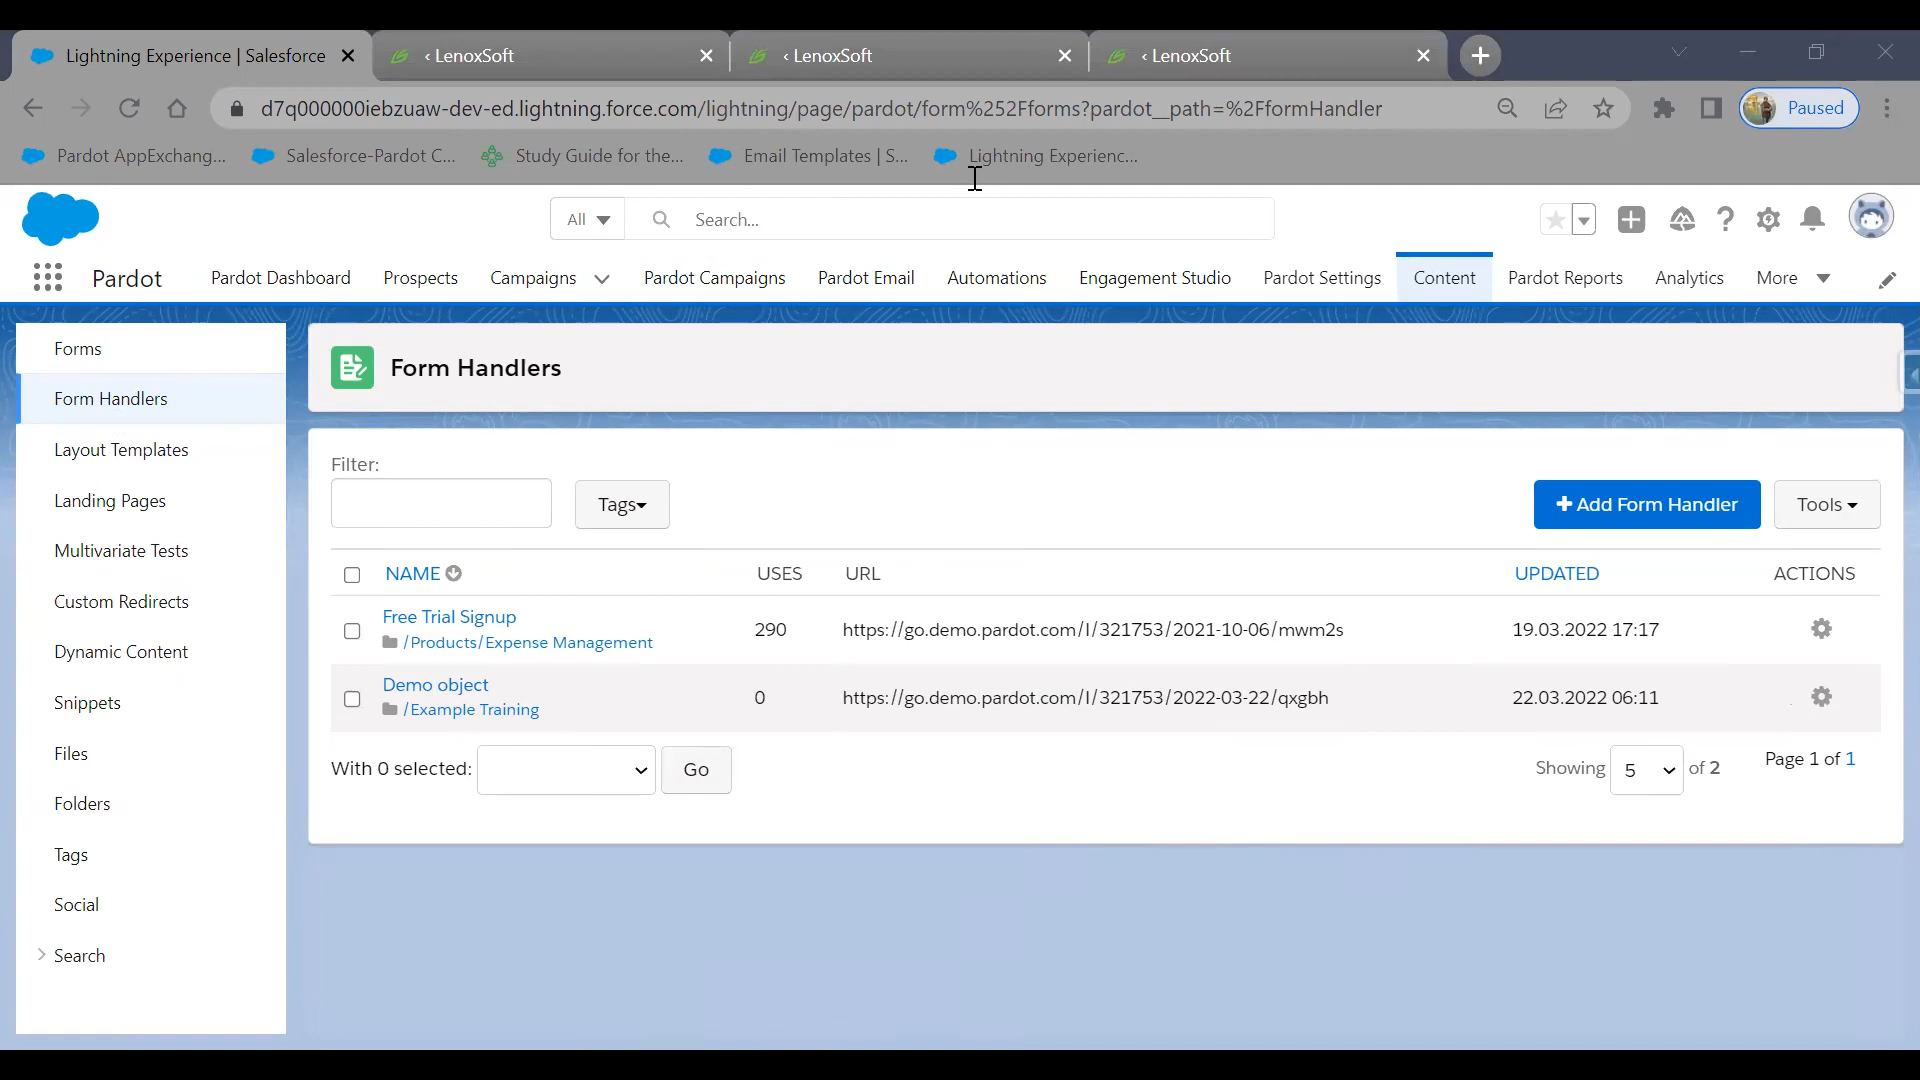 Lightning Experience | Salesforce
‹ LenoxSoft
‹ LenoxSoft
‹ LenoxSoft
d7q000000iebzuaw-dev-ed.lightning.force.com/lightning/page/pardot/form%252Fforms?pardot__path=%2FformHandler
Paused
Pardot AppExchang...
Salesforce-Pardot C...
Study Guide for the...
Email Templates | S...
Lightning Experienc...
All
Search...
Pardot
Pardot Dashboard
Prospects
Campaigns
Pardot Campaigns
Pardot Email
Automations
Engagement Studio
Pardot Settings
Content
Pardot Reports
Analytics
More
Forms
Form Handlers
Layout Templates
Landing Pages
Multivariate Tests
Custom Redirects
Dynamic Content
Snippets
Files
Folders
Tags
Social
Search
Form Handlers
Filter:
Tags
+ Add Form Handler
Tools
NAME USES URL UPDATED ACTIONS
Free Trial Signup
/Products/Expense Management
290
https://go.demo.pardot.com/l/321753/2021-10-06/mwm2s
19.03.2022 17:17
Demo object
/Example Training
0
https://go.demo.pardot.com/l/321753/2022-03-22/qxgbh
22.03.2022 06:11
With 0 selected:
Go
Showing 5 of 2
Page 1 of 1